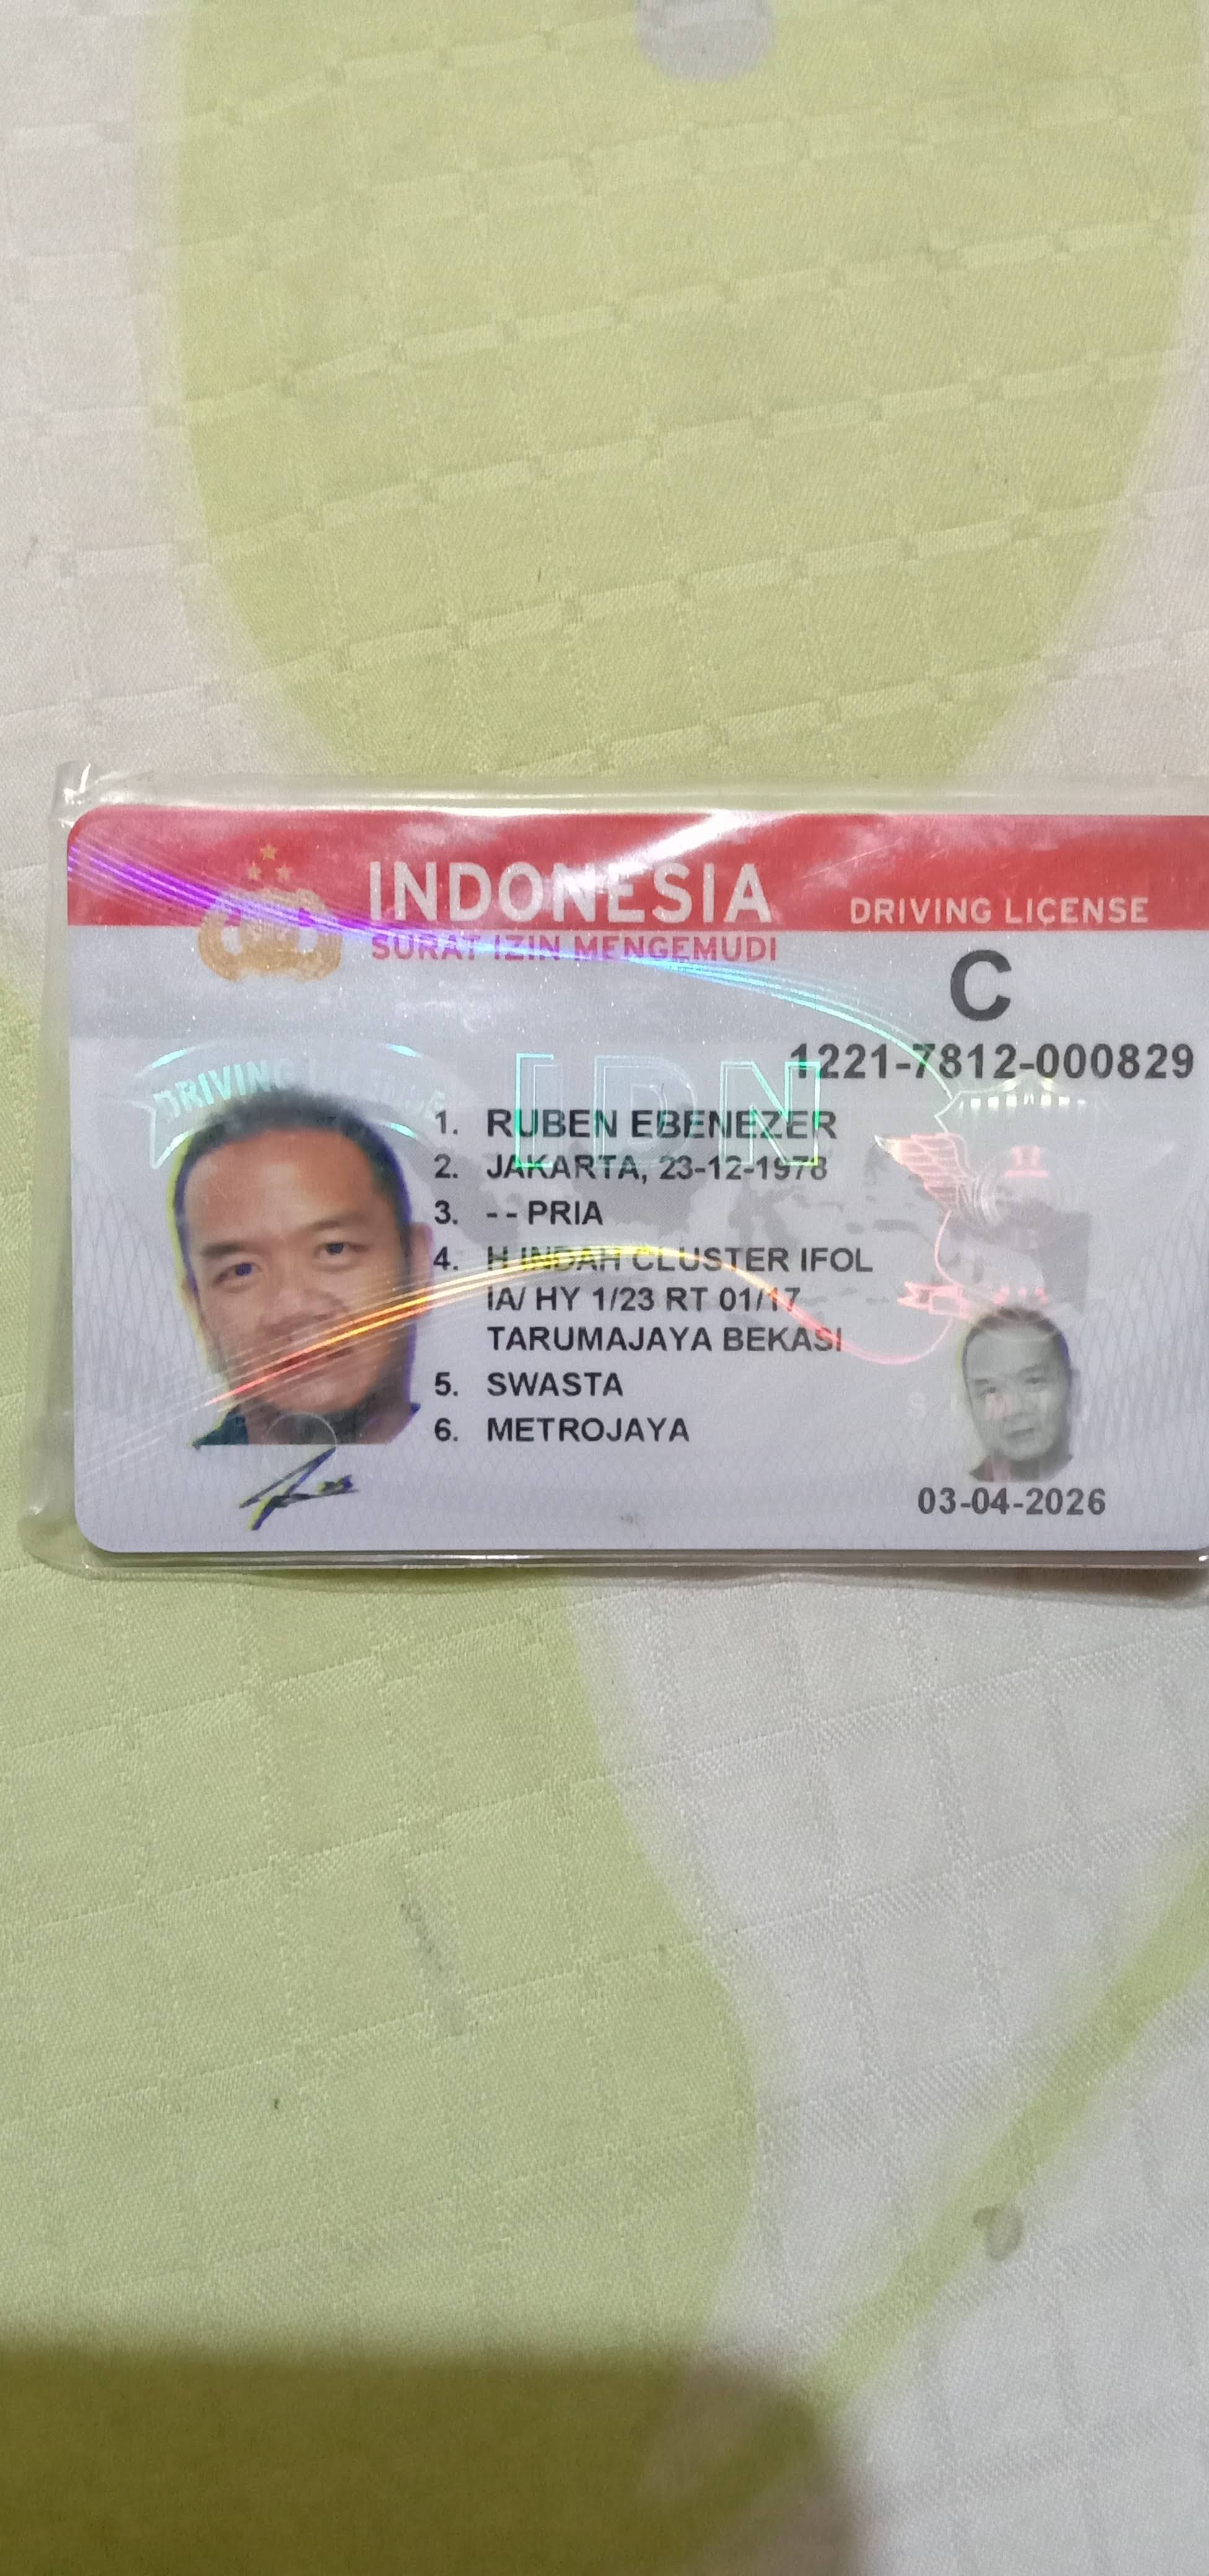 INDONESIA
DRIVING LICENSE
SURAT IZIN MENGEMUDI
C
1221-7812-000829
DRIVING
IDN
1. RUBEN EBENEZER
2. JAKARTA, 23-12-1978
3. - - PRIA
4. H INDAH CLUSTER IFOL
IA/ HY 1/23 RT 01/17
TARUMAJAYA BEKASI
5. SWASTA
6. METROJAYA
03-04-2026